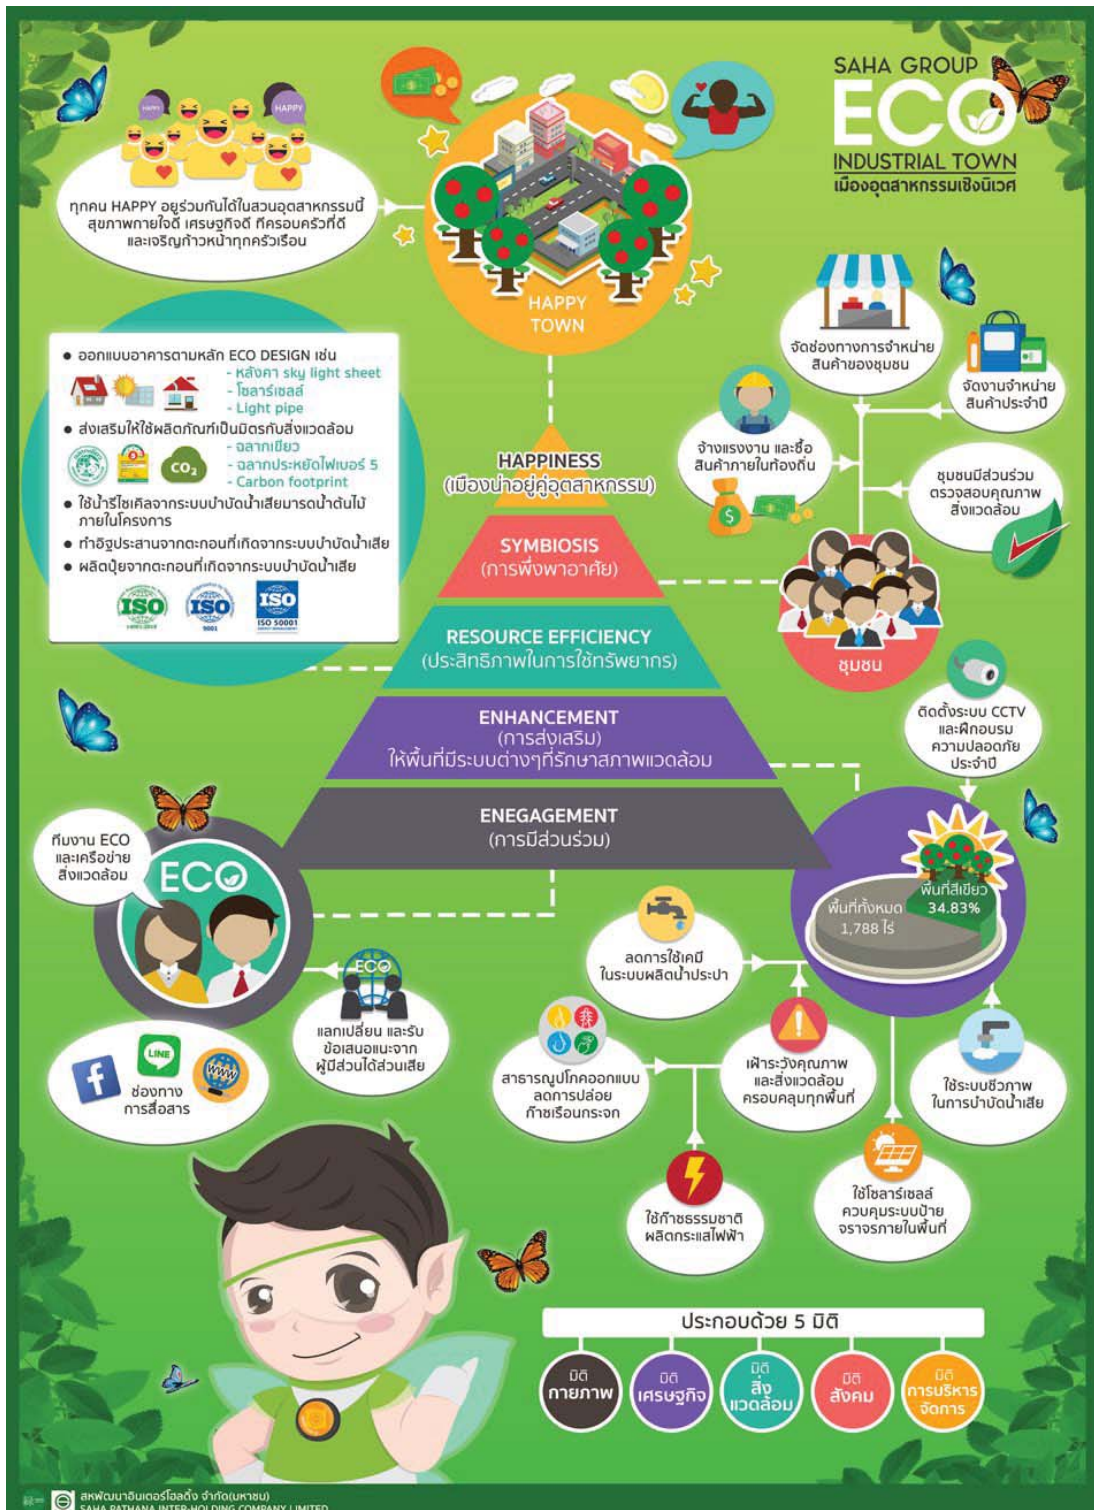 SAHA GROUP
ECO
INDUSTRIAL TOWN
เมืองอุตสาหกรรมเชิงนิเวศ
HAPPY
HAPPY
ทุกคน HAPPY อยู่ร่วมกันได้ในสวนอุตสาหกรรมนี้
สุขภาพกายใจดี เศรษฐกิจดี มีครอบครัวที่ดี
และเจริญก้าวหน้าทุกครัวเรือน
HAPPY
TOWN
● ออกแบบอาคารตามหลัก ECO DESIGN เช่น
- หลังคา sky light sheet
- โซลาร์เซลล์
- Light pipe
● ส่งเสริมให้ใช้ผลิตภัณฑ์เป็นมิตรกับสิ่งแวดล้อม
- ฉลากเขียว
- ฉลากประหยัดไฟเบอร์ 5
- Carbon footprint
CO₂
● ใช้น้ำรีไซเคิลจากระบบบำบัดน้ำเสียมารดน้ำต้นไม้
ภายในโครงการ
● ทำอิฐประสานจากตะกอนที่เกิดจากระบบบำบัดน้ำเสีย
● ผลิตปุ๋ยจากตะกอนที่เกิดจากระบบบำบัดน้ำเสีย
ISO
ISO
9001
ISO
ISO 50001
จัดช่องทางการจำหน่าย
สินค้าของชุมชน
จัดงานจำหน่าย
สินค้าประจำปี
จ้างแรงงาน และซื้อ
สินค้าภายในท้องถิ่น
ชุมชนมีส่วนร่วม
ตรวจสอบคุณภาพ
สิ่งแวดล้อม
ชุมชน
HAPPINESS
(เมืองน่าอยู่คู่อุตสาหกรรม)
SYMBIOSIS
(การพึ่งพาอาศัย)
RESOURCE EFFICIENCY
(ประสิทธิภาพในการใช้ทรัพยากร)
ENHANCEMENT
(การส่งเสริม)
ให้พื้นที่มีระบบต่างๆที่รักษาสภาพแวดล้อม
ENEGAGEMENT
(การมีส่วนร่วม)
ติดตั้งระบบ CCTV
และฝึกอบรม
ความปลอดภัย
ประจำปี
พื้นที่สีเขียว
34.83%
พื้นที่ทั้งหมด
1,788 ไร่
ทีมงาน ECO
และเครือข่าย
สิ่งแวดล้อม
ECO
ECO
แลกเปลี่ยน และรับ
ข้อเสนอแนะจาก
ผู้มีส่วนได้ส่วนเสีย
LINE
www
ช่องทาง
การสื่อสาร
ลดการใช้เคมี
ในระบบผลิตน้ำประปา
สาธารณูปโภคออกแบบ
ลดการปล่อย
ก๊าซเรือนกระจก
เฝ้าระวังคุณภาพ
และสิ่งแวดล้อม
ครอบคลุมทุกพื้นที่
ใช้ระบบชีวภาพ
ในการบำบัดน้ำเสีย
ใช้ก๊าซธรรมชาติ
ผลิตกระแสไฟฟ้า
ใช้โซลาร์เซลล์
ควบคุมระบบป้าย
จราจรภายในพื้นที่
ประกอบด้วย 5 มิติ
มิติ
กายภาพ
มิติ
เศรษฐกิจ
มิติ
สิ่ง
แวดล้อม
มิติ
สังคม
มิติ
การบริหาร
จัดการ
สหพัฒนาอินเตอร์โฮลดิ้ง จำกัด(มหาชน)
SAHA PATHANA INTER-HOLDING COMPANY LIMITED